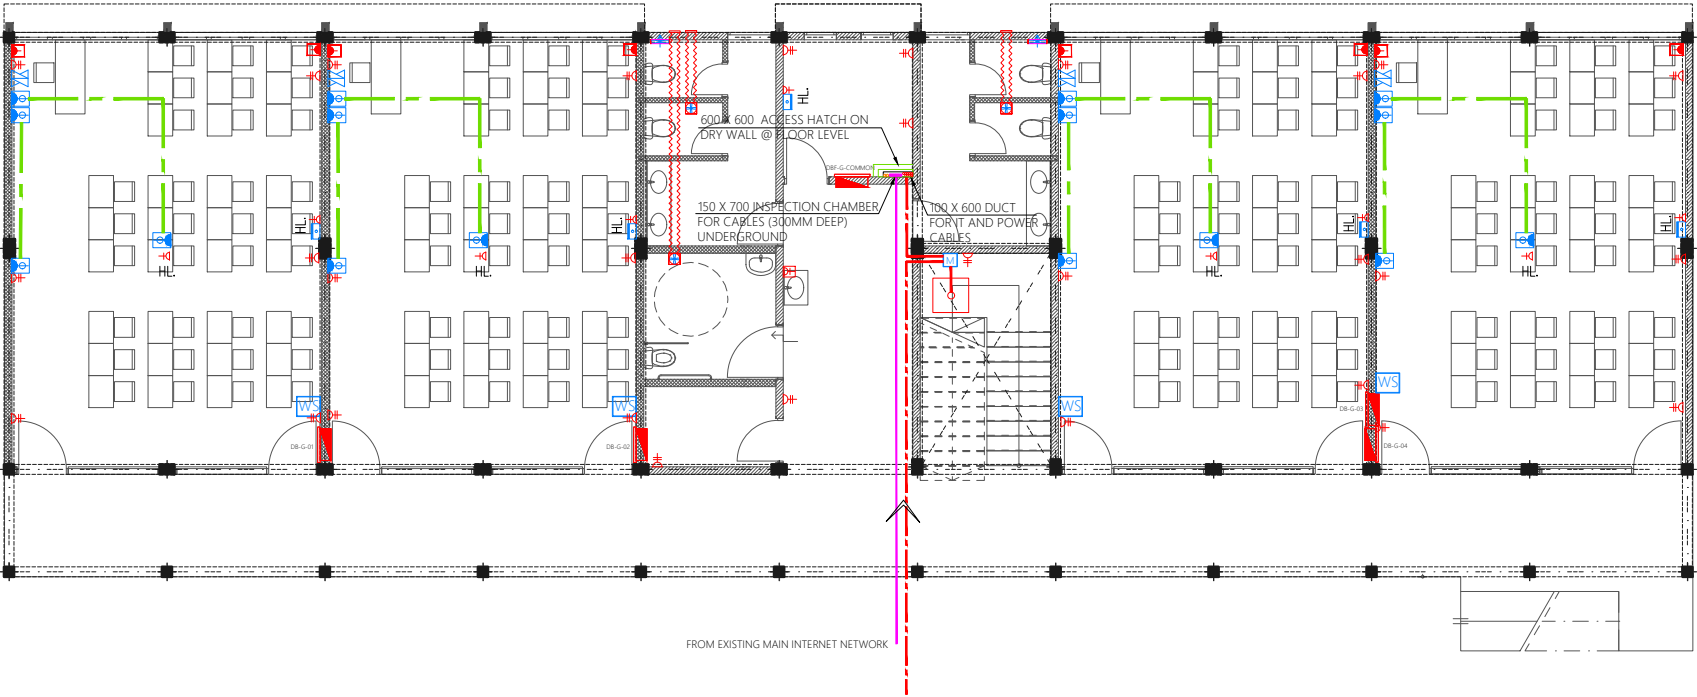 HL.
600 X 600 ACCESS HATCH ON
DRY WALL @ FLOOR LEVEL
DBF-G-COMMON
150 X 700 INSPECTION CHAMBER
FOR CABLES (300MM DEEP)
UNDERGROUND
100 X 600 DUCT
FOR IT AND POWER
CABLES
HL.
HL.
HL.
HL.
M
HL.
HL.
HL.
HL.
WS
WS
WS
WS
DB-G-01
DB-G-02
DB-G-03
DB-G-04
FROM EXISTING MAIN INTERNET NETWORK